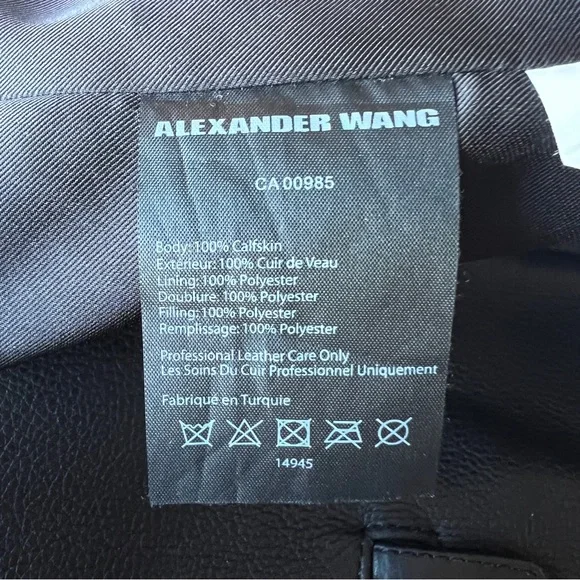 ALEXANDER WANG
CA 00985
Body: 100% Calfskin
Extérieur: 100% Cuir de Veau
Lining: 100% Polyester
Doublure: 100% Polyester
Filling: 100% Polyester
Remplissage: 100% Polyester
Professional Leather Care Only
Les Soins Du Cuir Professionnel Uniquement
Fabriqué en Turquie
14945